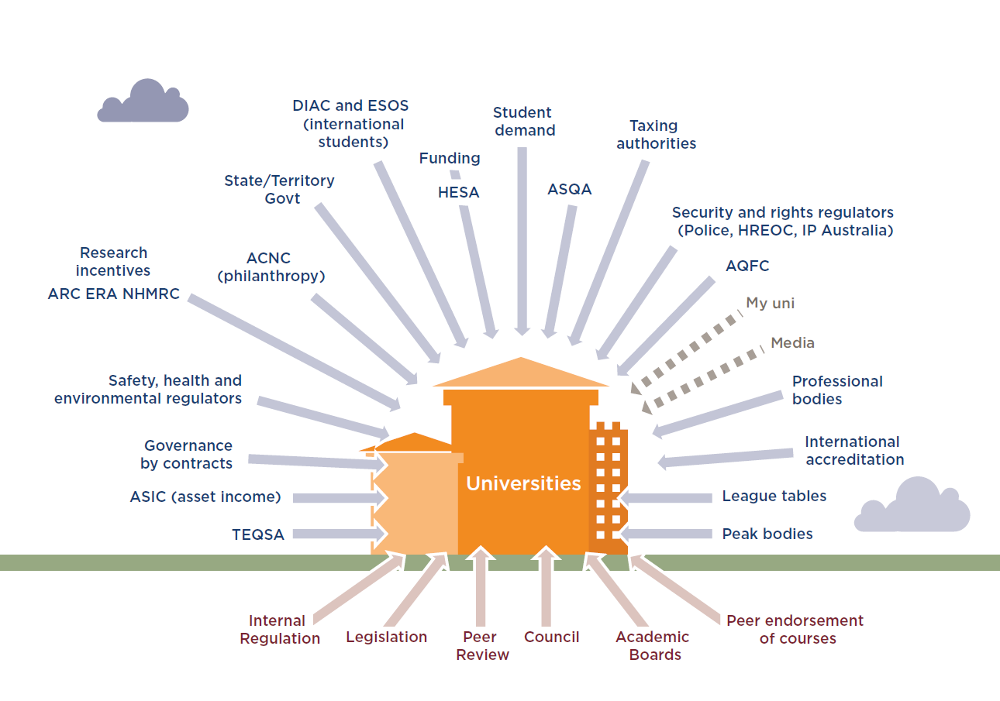 DIAC and ESOS
(international
students)
Student
demand
Taxing
authorities
Funding
HESA
ASQA
State/Territory
Govt
Security and rights regulators
(Police, HREOC, IP Australia)
Research
incentives
ARC ERA NHMRC
ACNC
(philanthropy)
AQFC
My uni
Media
Safety, health and
environmental regulators
Professional
bodies
Governance
by contracts
International
accreditation
Universities
ASIC (asset income)
League tables
TEQSA
Peak bodies
Internal
Regulation
Legislation
Peer
Review
Council
Academic
Boards
Peer endorsement
of courses